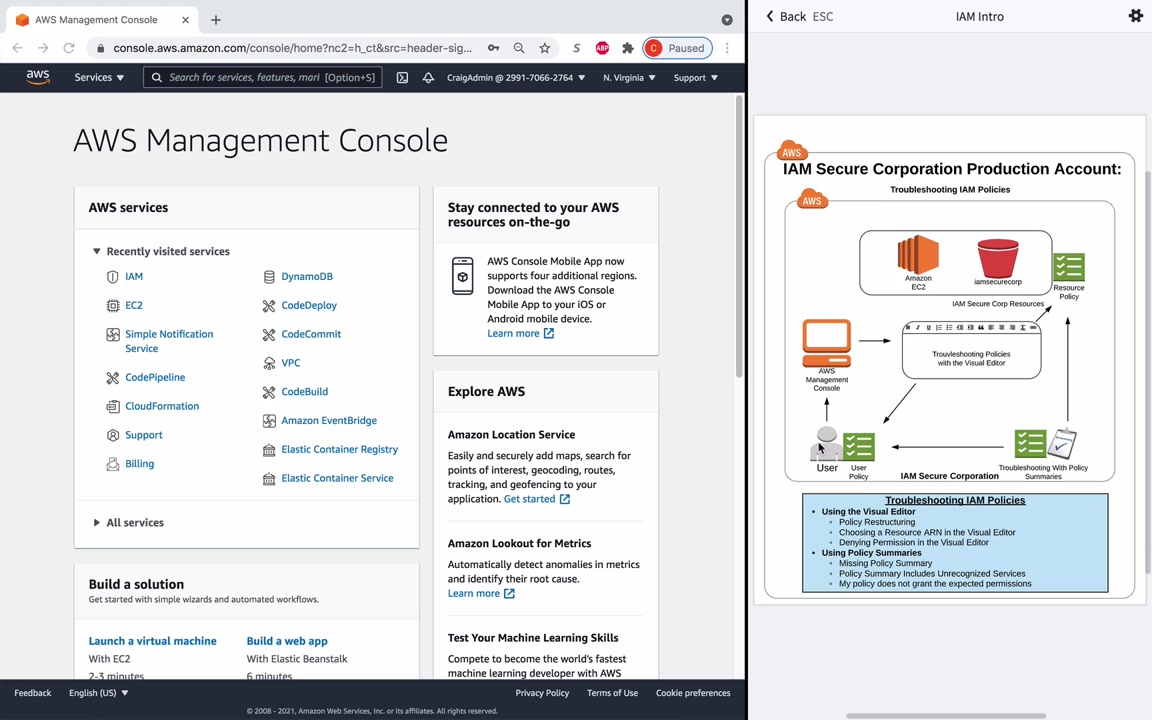 AWS Management Console
console.aws.amazon.com/console/home?nc2=h_ct&src=header-sig...
S
ABP
C Paused
aws
Services
Search for services, features, marl [Option+S]
CraigAdmin @ 2991-7066-2764
N. Virginia
Support
AWS Management Console
AWS services
Recently visited services
IAM
EC2
Simple Notification
Service
CodePipeline
CloudFormation
Support
Billing
DynamoDB
CodeDeploy
CodeCommit
VPC
CodeBuild
Amazon EventBridge
Elastic Container Registry
Elastic Container Service
All services
Build a solution
Get started with simple wizards and automated workflows.
Launch a virtual machine
With EC2
2-3 minutes
Build a web app
With Elastic Beanstalk
6 minutes
Stay connected to your AWS
resources on-the-go
AWS Console Mobile App now
supports four additional regions.
Download the AWS Console
Mobile App to your iOS or
Android mobile device.
Learn more
Explore AWS
Amazon Location Service
Easily and securely add maps, search for
points of interest, geocoding, routes,
tracking, and geofencing to your
application. Get started
Amazon Lookout for Metrics
Automatically detect anomalies in metrics
and identify their root cause.
Learn more
Test Your Machine Learning Skills
Compete to become the world's fastest
machine learning developer with AWS
Feedback
English (US)
Privacy Policy
Terms of Use
Cookie preferences
© 2008 - 2021, Amazon Web Services, Inc. or its affiliates. All rights reserved.
Back ESC
IAM Intro
AWS
IAM Secure Corporation Production Account:
Troubleshooting IAM Policies
AWS
Amazon
EC2
iamsecurecorp
Resource
Policy
IAM Secure Corp Resources
Trouvleshooting Policies
with the Visual Editor
AWS
Management
Console
User
User
Policy
IAM Secure Corporation
Troubleshooting With Policy
Summaries
Troubleshooting IAM Policies
• Using the Visual Editor
Policy Restructuring
Choosing a Resource ARN in the Visual Editor
Denying Permission in the Visual Editor
• Using Policy Summaries
Missing Policy Summary
Policy Summary Includes Unrecognized Services
My policy does not grant the expected permissions